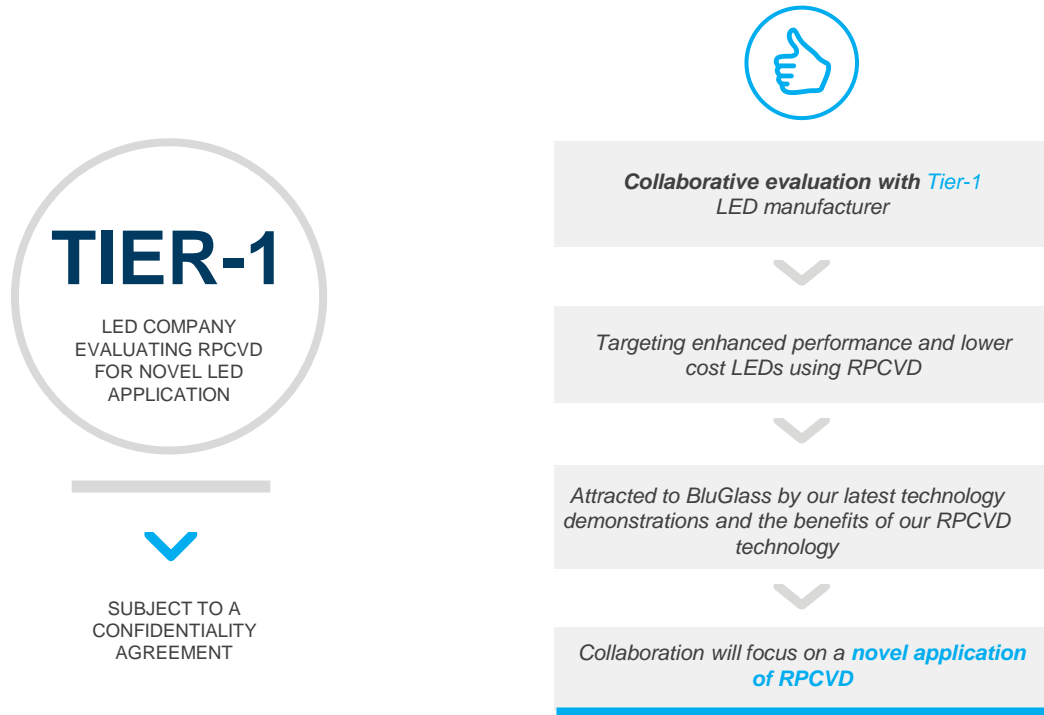 TIER-1
LED COMPANY
EVALUATING RPCVD
FOR NOVEL LED
APPLICATION
SUBJECT TO A
CONFIDENTIALITY
AGREEMENT
Collaborative evaluation with Tier-1
LED manufacturer
Targeting enhanced performance and lower
cost LEDs using RPCVD
Attracted to BluGlass by our latest technology
demonstrations and the benefits of our RPCVD
technology
Collaboration will focus on a novel application
of RPCVD